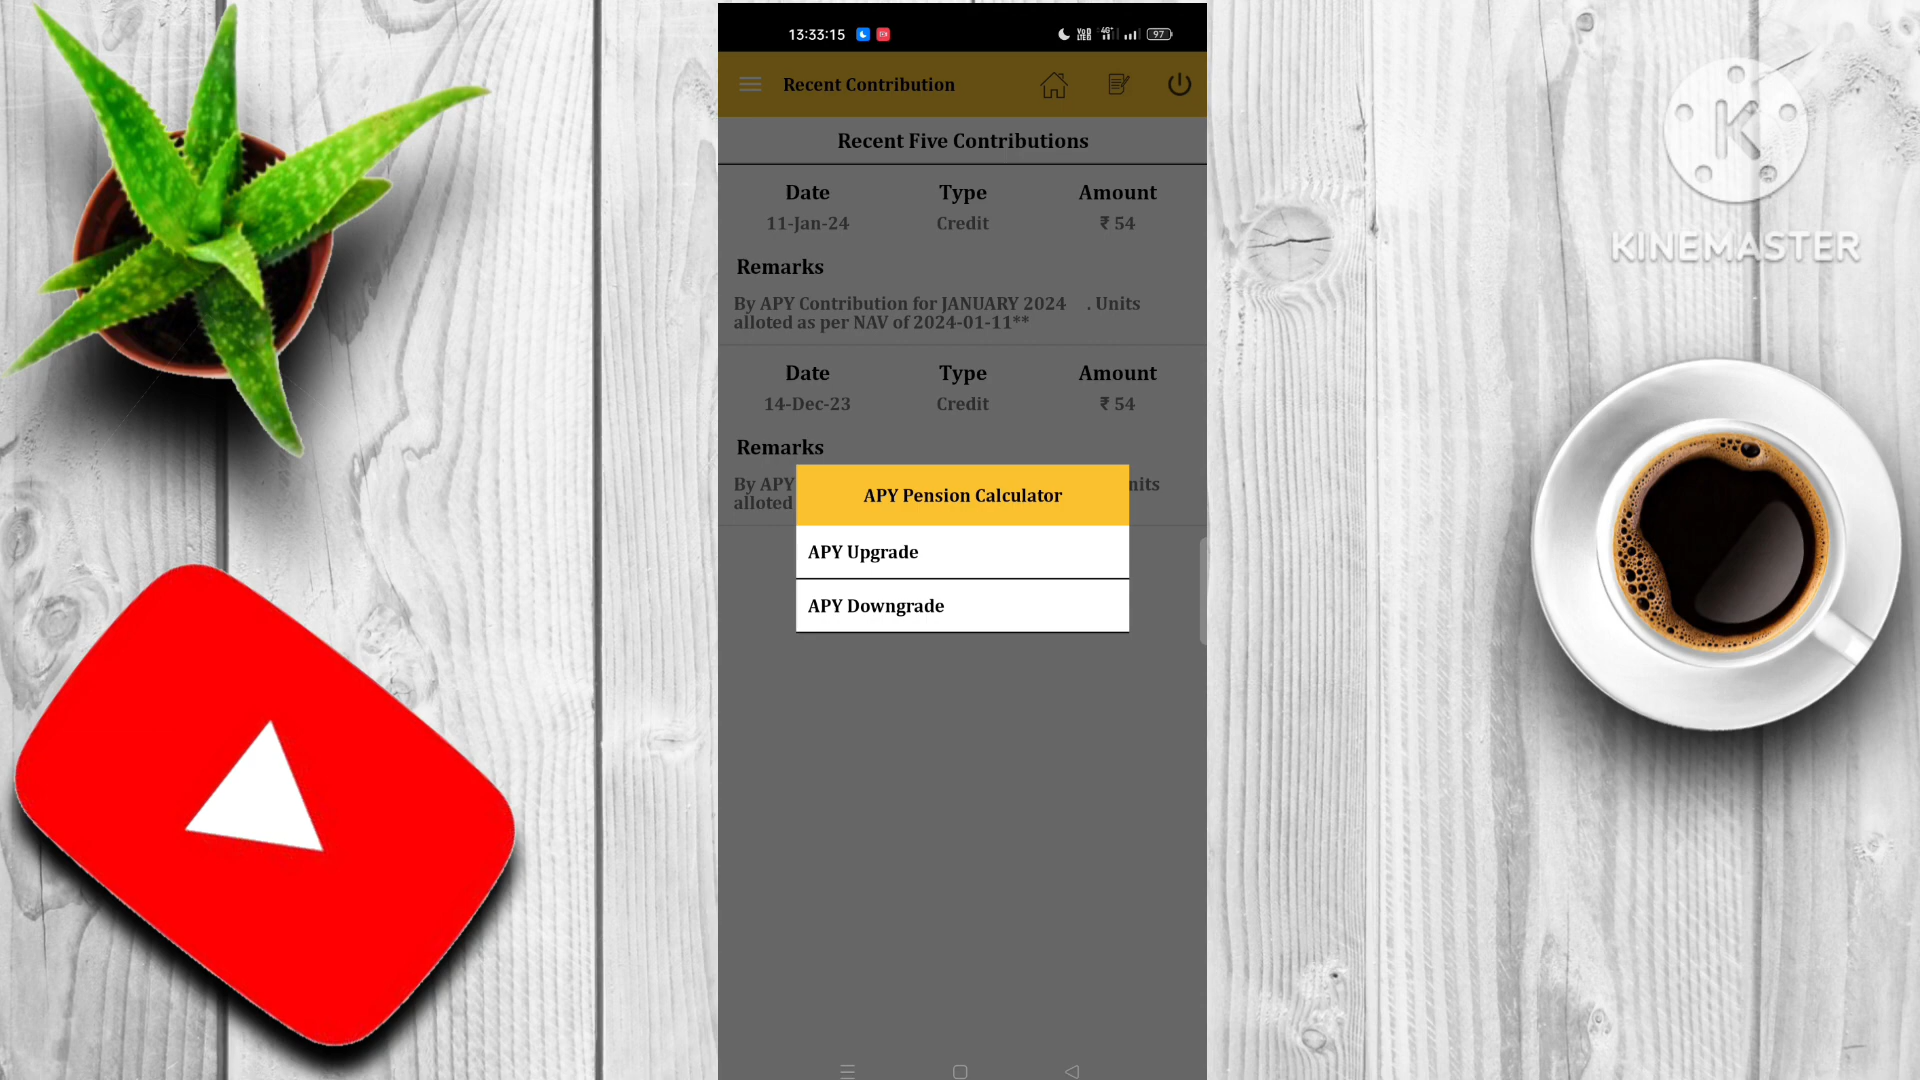 13:33:15
97
Recent Contribution
Recent Five Contributions
Date Type Amount
11-Jan-24 Credit ₹ 54
Remarks
By APY Contribution for JANUARY 2024 . Units
alloted as per NAV of 2024-01-11**
Date Type Amount
14-Dec-23 Credit ₹ 54
Remarks
By APY nits
alloted
APY Pension Calculator
APY Upgrade
APY Downgrade
K
KINEMASTER